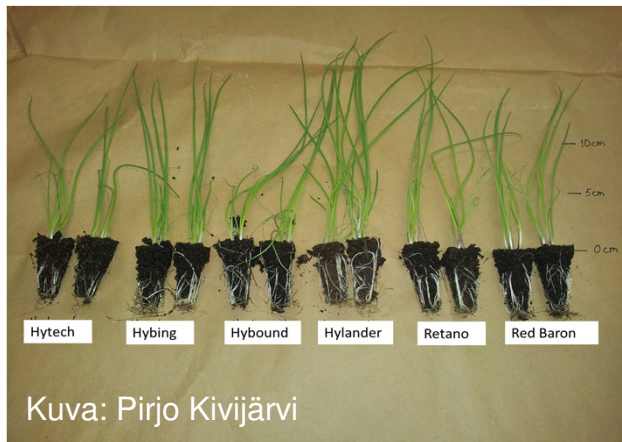 10cm
5cm
0cm
Hytech Hybing Hybound Hylander Retano Red Baron
Kuva: Pirjo Kivijärvi